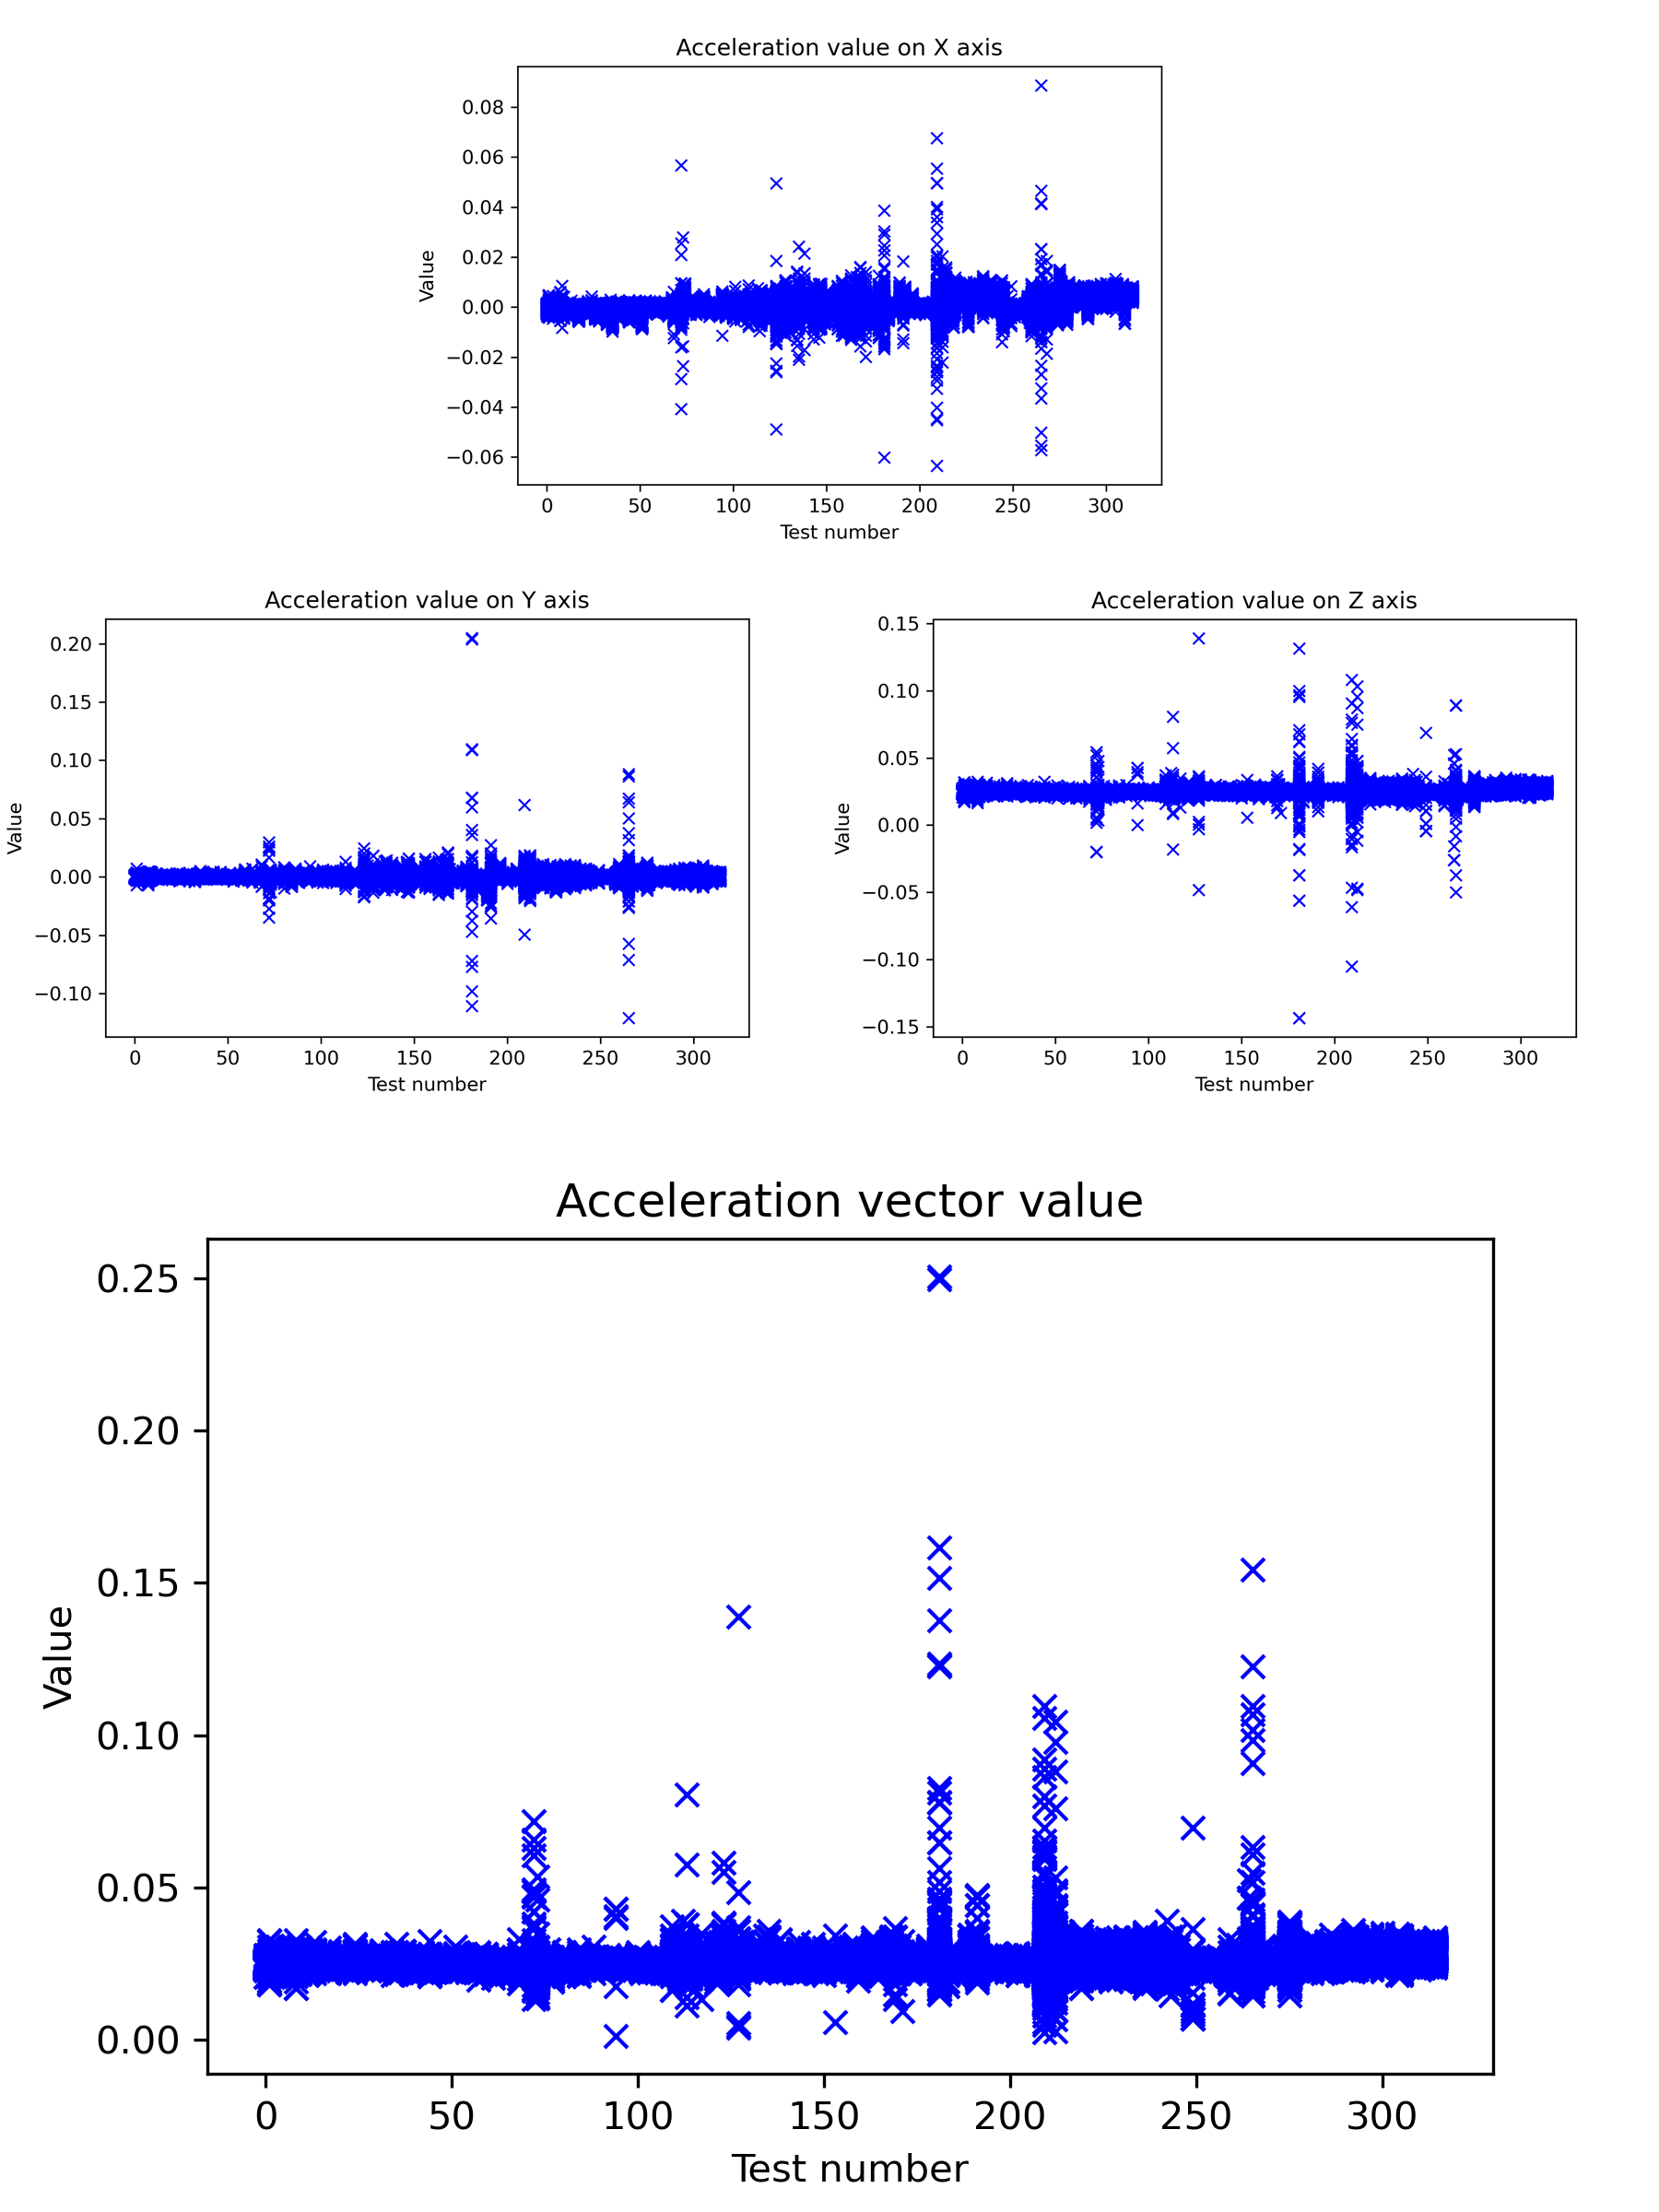 Acceleration value on X axis
0.08
0.06
0.04
0.02
0.00
−0.02
−0.04
−0.06
Value
0 50 100 150 200 250 300
Test number
Acceleration value on Y axis
0.20
0.15
0.10
0.05
0.00
−0.05
−0.10
Value
0 50 100 150 200 250 300
Test number
Acceleration value on Z axis
0.15
0.10
0.05
0.00
−0.05
−0.10
−0.15
Value
0 50 100 150 200 250 300
Test number
Acceleration vector value
0.25
0.20
0.15
0.10
0.05
0.00
Value
0 50 100 150 200 250 300
Test number